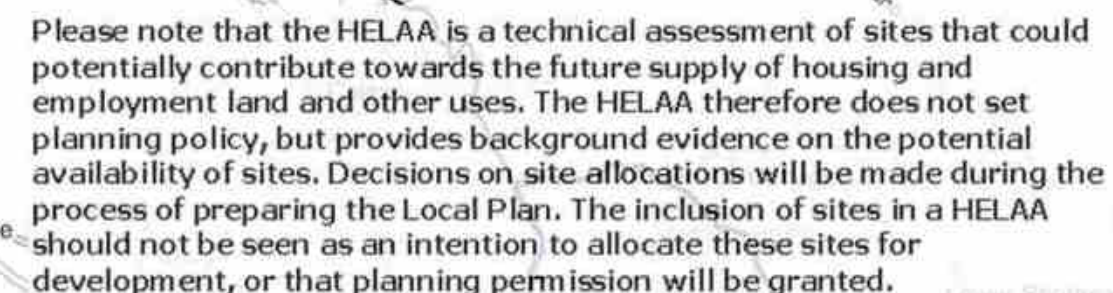 Please note that the HELAA is a technical assessment of sites that could
potentially contribute towards the future supply of housing and
employment land and other uses. The HELAA therefore does not set
planning policy, but provides background evidence on the potential
availability of sites. Decisions on site allocations will be made during the
process of preparing the Local Plan. The inclusion of sites in a HELAA
should not be seen as an intention to allocate these sites for
development, or that planning permission will be granted.